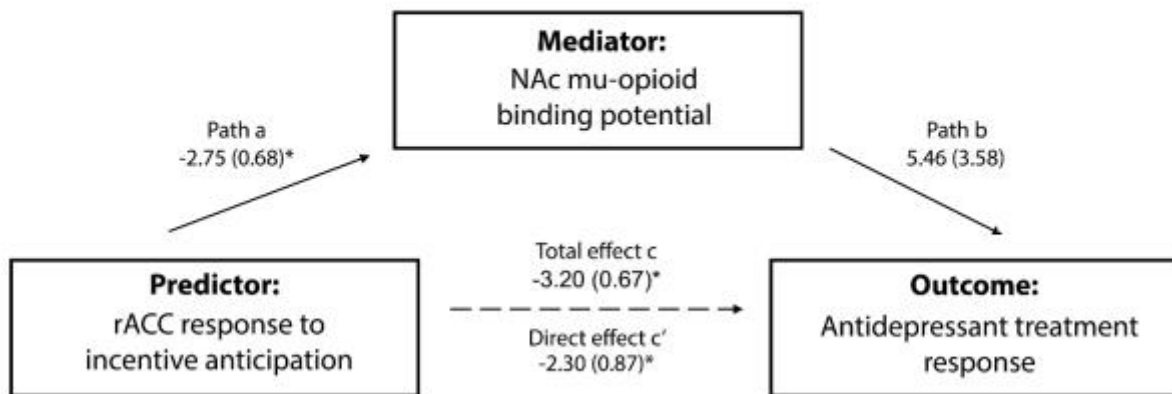 Mediator:
NAc mu-opioid
binding potential
Path a
-2.75 (0.68)*
Path b
5.46 (3.58)
Predictor:
rACC response to
incentive anticipation
Total effect c
-3.20 (0.67)*
Direct effect c’
-2.30 (0.87)*
Outcome:
Antidepressant treatment
response